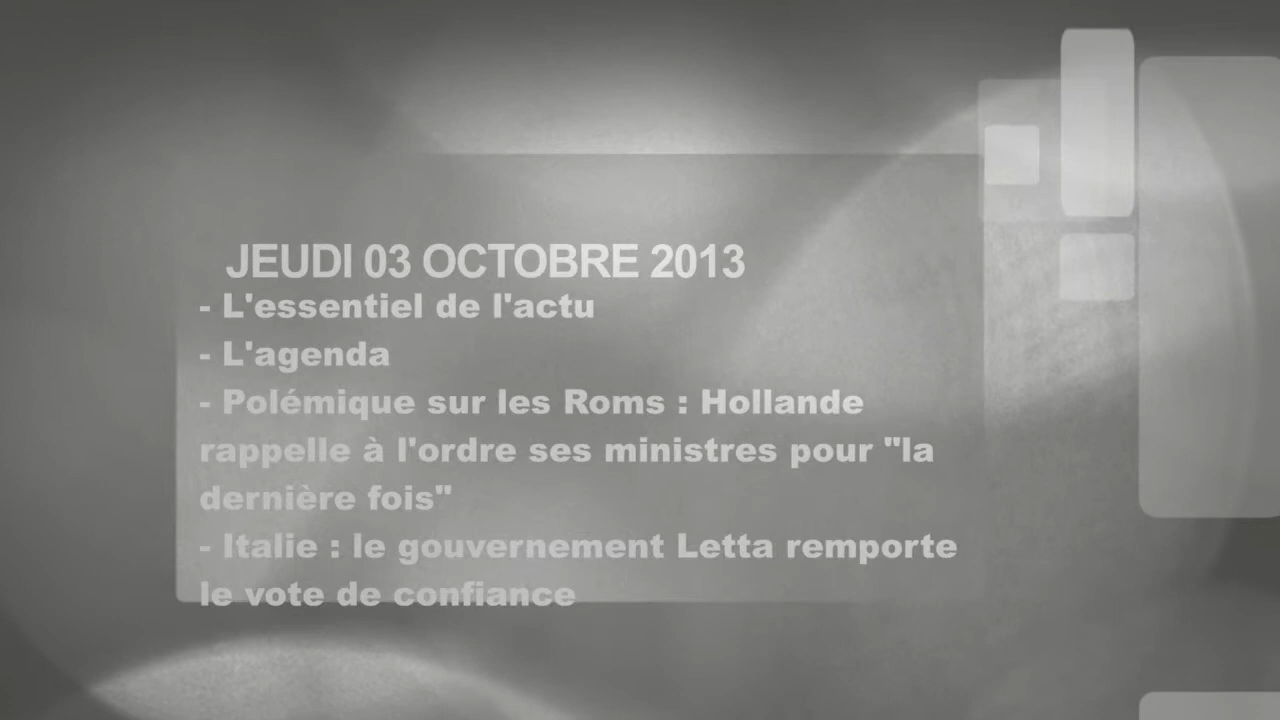 JEUDI 03 OCTOBRE 2013
- L'essentiel de l'actu
- L'agenda
- Polémique sur les Roms : Hollande
rappelle à l'ordre ses ministres pour "la
dernière fois"
- Italie : le gouvernement Letta remporte
le vote de confiance